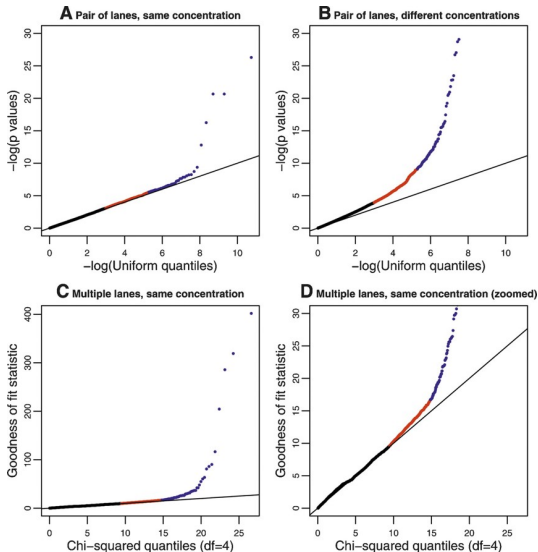 A Pair of lanes, same concentration
30
25
20
15
10
5
0
−log(p values)
0 2 4 6 8 10
−log(Uniform quantiles)
B Pair of lanes, different concentrations
30
25
20
15
10
5
0
−log(p values)
0 2 4 6 8 10
−log(Uniform quantiles)
C Multiple lanes, same concentration
400
300
200
100
0
Goodness of fit statistic
0 5 10 15 20 25
Chi-squared quantiles (df=4)
D Multiple lanes, same concentration (zoomed)
30
25
20
15
10
5
0
Goodness of fit statistic
0 5 10 15 20 25
Chi-squared quantiles (df=4)